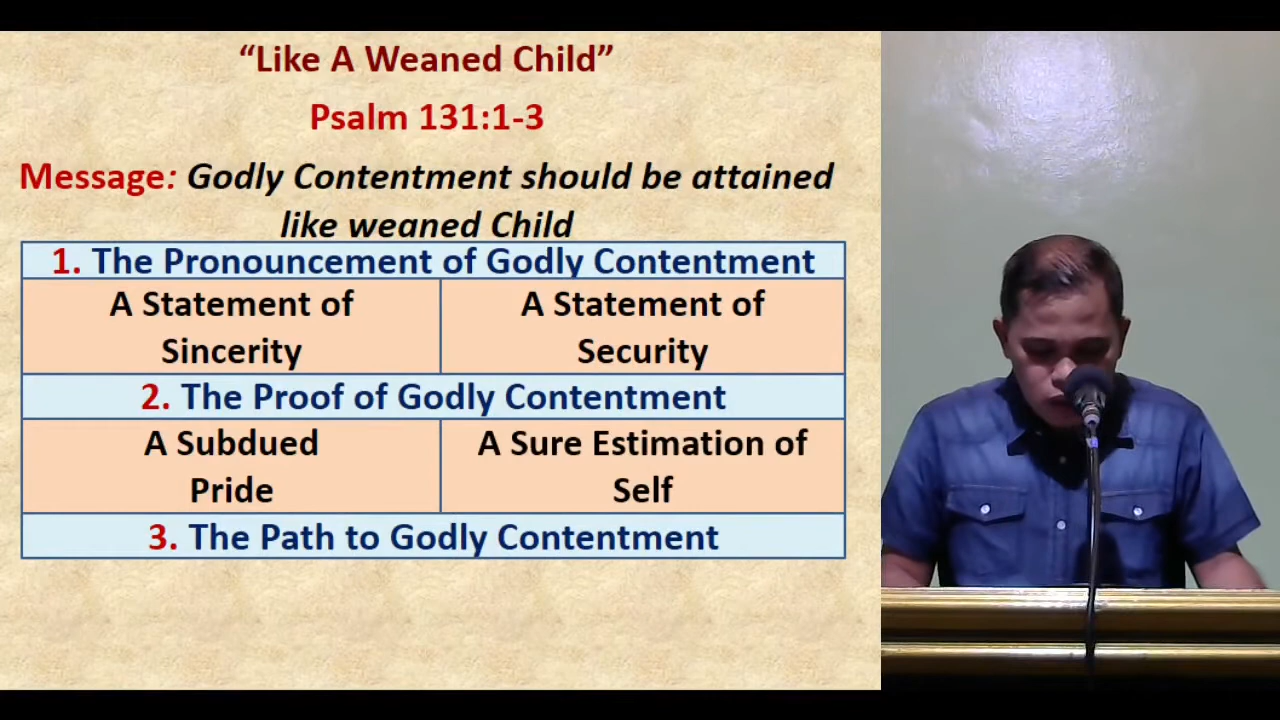 “Like A Weaned Child”
Psalm 131:1-3
Message: Godly Contentment should be attained
like weaned Child
1. The Pronouncement of Godly Contentment
A Statement of
Sincerity
A Statement of
Security
2. The Proof of Godly Contentment
A Subdued
Pride
A Sure Estimation of
Self
3. The Path to Godly Contentment